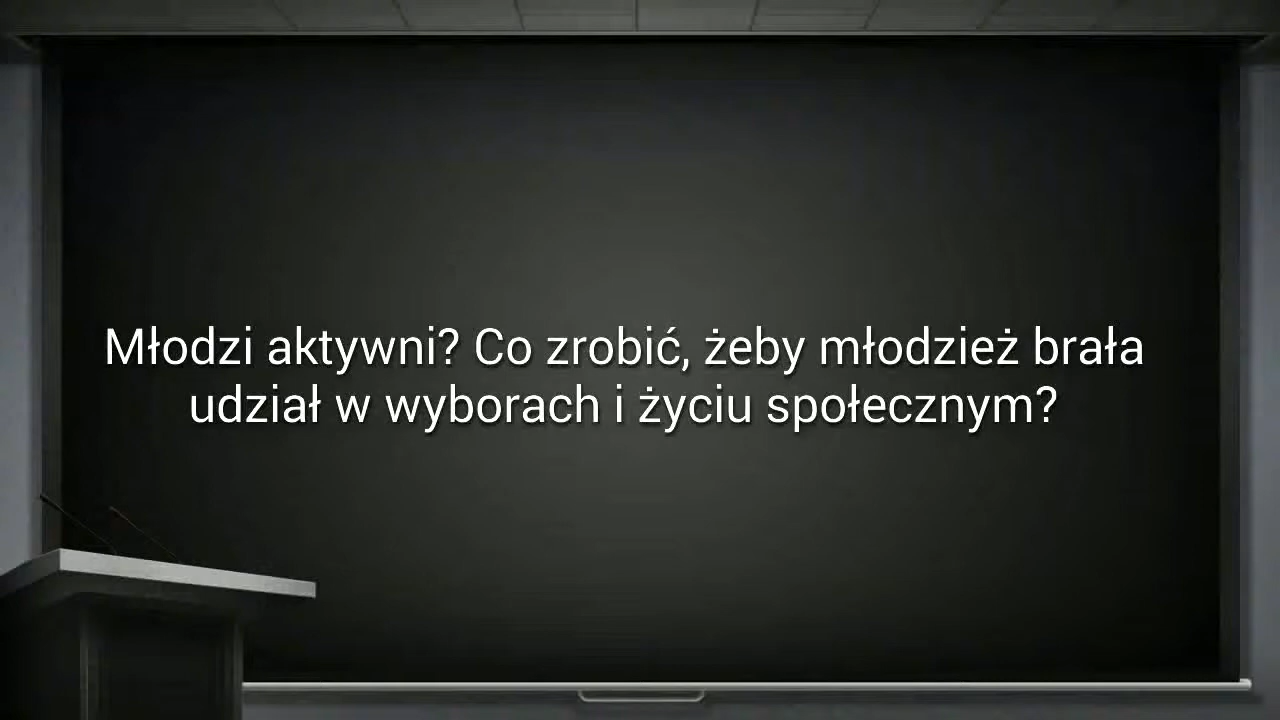 Młodzi aktywni? Co zrobić, żeby młodzież brała
udział w wyborach i życiu społecznym?